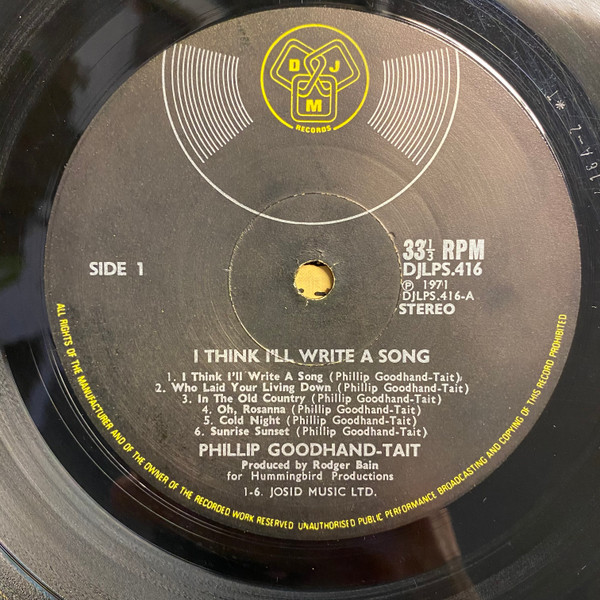 D J M
RECORDS
SIDE 1
33⅓ RPM
DJLPS.416
Ⓟ 1971
DJLPS.416-A
STEREO
I THINK I'LL WRITE A SONG
1. I Think I'll Write A Song (Phillip Goodhand-Tait)
2. Who Laid Your Living Down (Phillip Goodhand-Tait)
3. In The Old Country (Phillip Goodhand-Tait)
4. Oh, Rosanna (Phillip Goodhand-Tait)
5. Cold Night (Phillip Goodhand-Tait)
6. Sunrise Sunset (Phillip Goodhand-Tait)
PHILLIP GOODHAND-TAIT
Produced by Rodger Bain
for Hummingbird Productions
1-6. JOSID MUSIC LTD.
ALL RIGHTS OF THE MANUFACTURER AND OF THE OWNER OF THE RECORDED WORK RESERVED UNAUTHORISED PUBLIC PERFORMANCE BROADCASTING AND COPYING OF THIS RECORD PROHIBITED